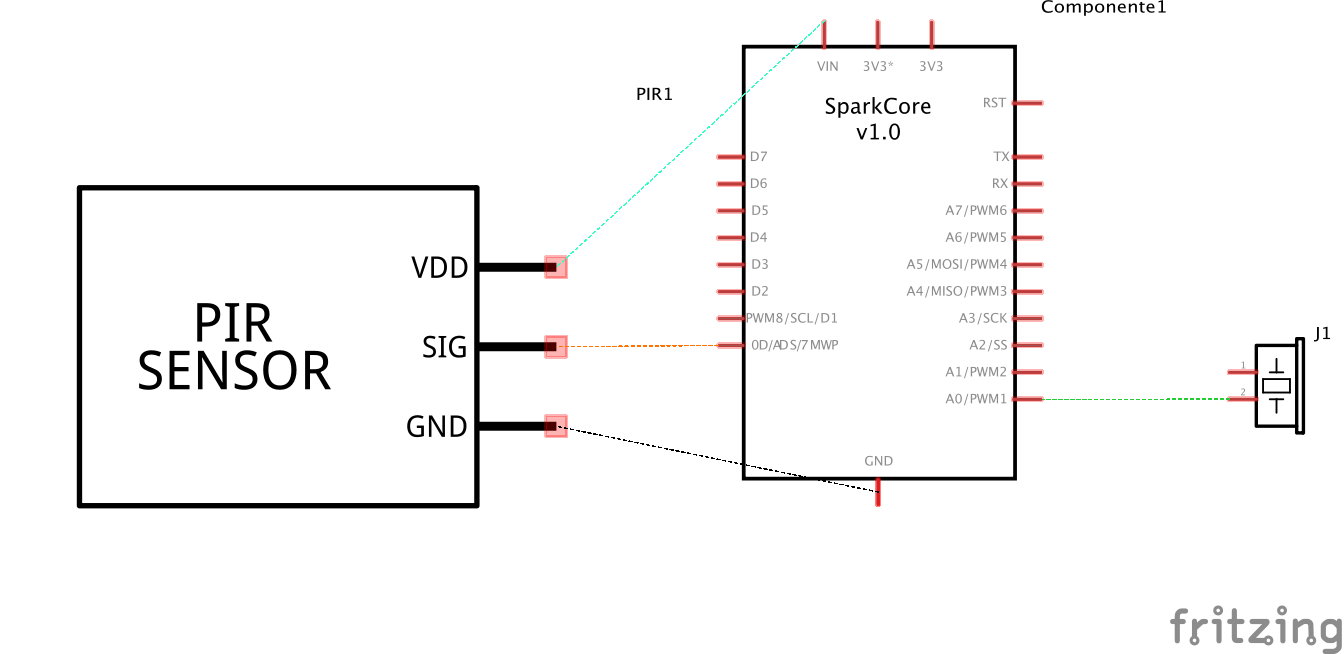 Componente1
VIN 3V3* 3V3
PIR1
SparkCore
v1.0
RST
D7 TX
D6 RX
D5 A7/PWM6
D4 A6/PWM5
D3 A5/MOSI/PWM4
D2 A4/MISO/PWM3
PWM8/SCL/D1 A3/SCK
0D/ADS/7MWP A2/SS
A1/PWM2
A0/PWM1
GND
VDD
PIR
SENSOR
SIG
GND
J1
1
2
fritzing